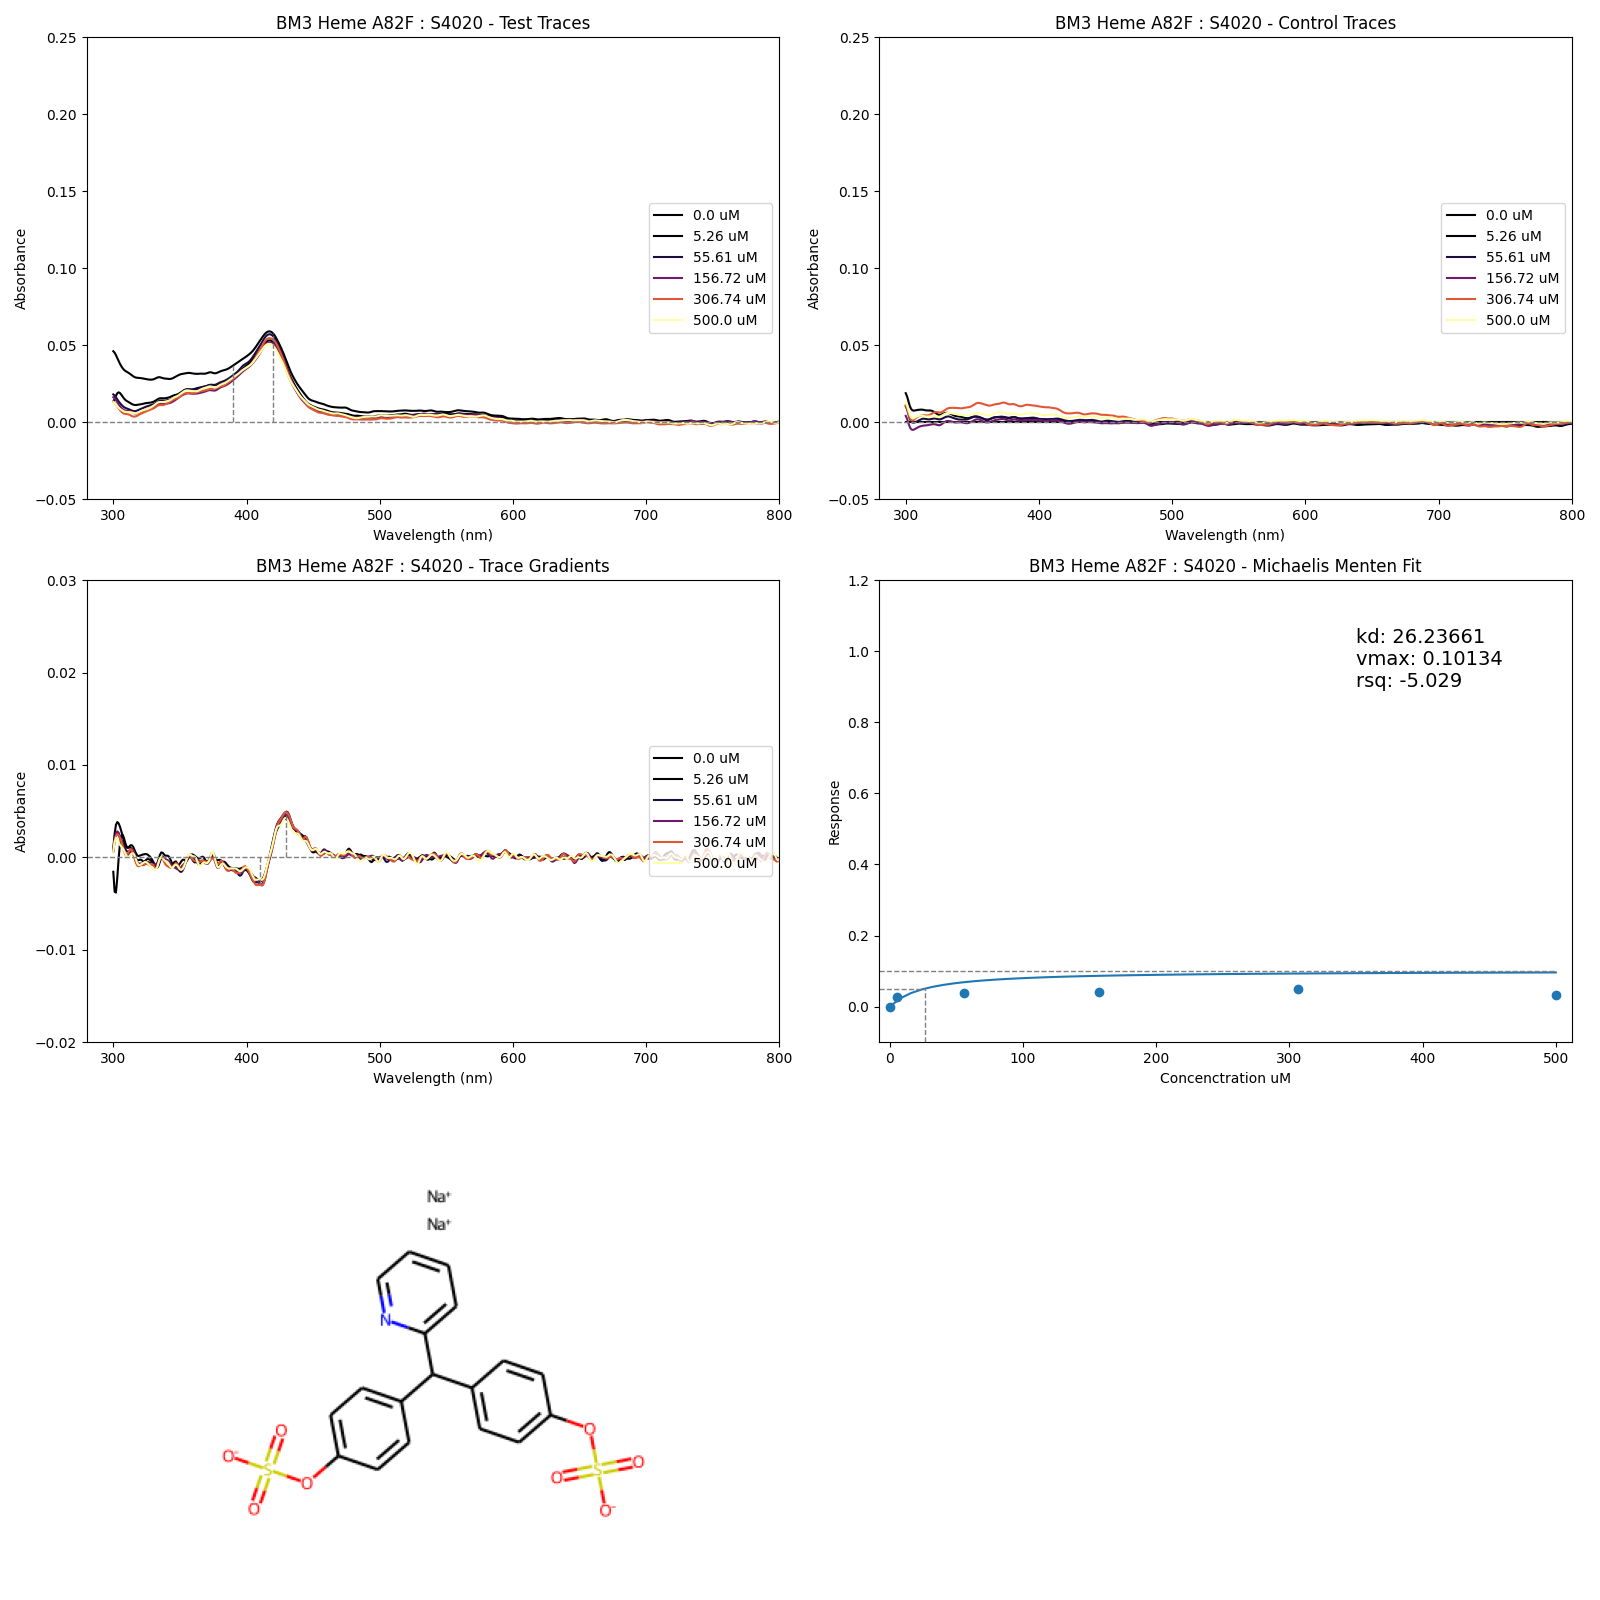 BM3 Heme A82F : S4020 - Test Traces
0.25
0.20
0.15
0.10
0.05
0.00
−0.05
Absorbance
300 400 500 600 700 800
Wavelength (nm)
0.0 uM
5.26 uM
55.61 uM
156.72 uM
306.74 uM
500.0 uM
BM3 Heme A82F : S4020 - Control Traces
0.25
0.20
0.15
0.10
0.05
0.00
−0.05
Absorbance
300 400 500 600 700 800
Wavelength (nm)
0.0 uM
5.26 uM
55.61 uM
156.72 uM
306.74 uM
500.0 uM
BM3 Heme A82F : S4020 - Trace Gradients
0.03
0.02
0.01
0.00
−0.01
−0.02
Absorbance
300 400 500 600 700 800
Wavelength (nm)
0.0 uM
5.26 uM
55.61 uM
156.72 uM
306.74 uM
500.0 uM
BM3 Heme A82F : S4020 - Michaelis Menten Fit
1.2
1.0
0.8
0.6
0.4
0.2
0.0
Response
0 100 200 300 400 500
Concenctration uM
kd: 26.23661
vmax: 0.10134
rsq: -5.029
Na⁺
Na⁺
N
O⁻
O
S
O
O
O
O
S
O
O⁻